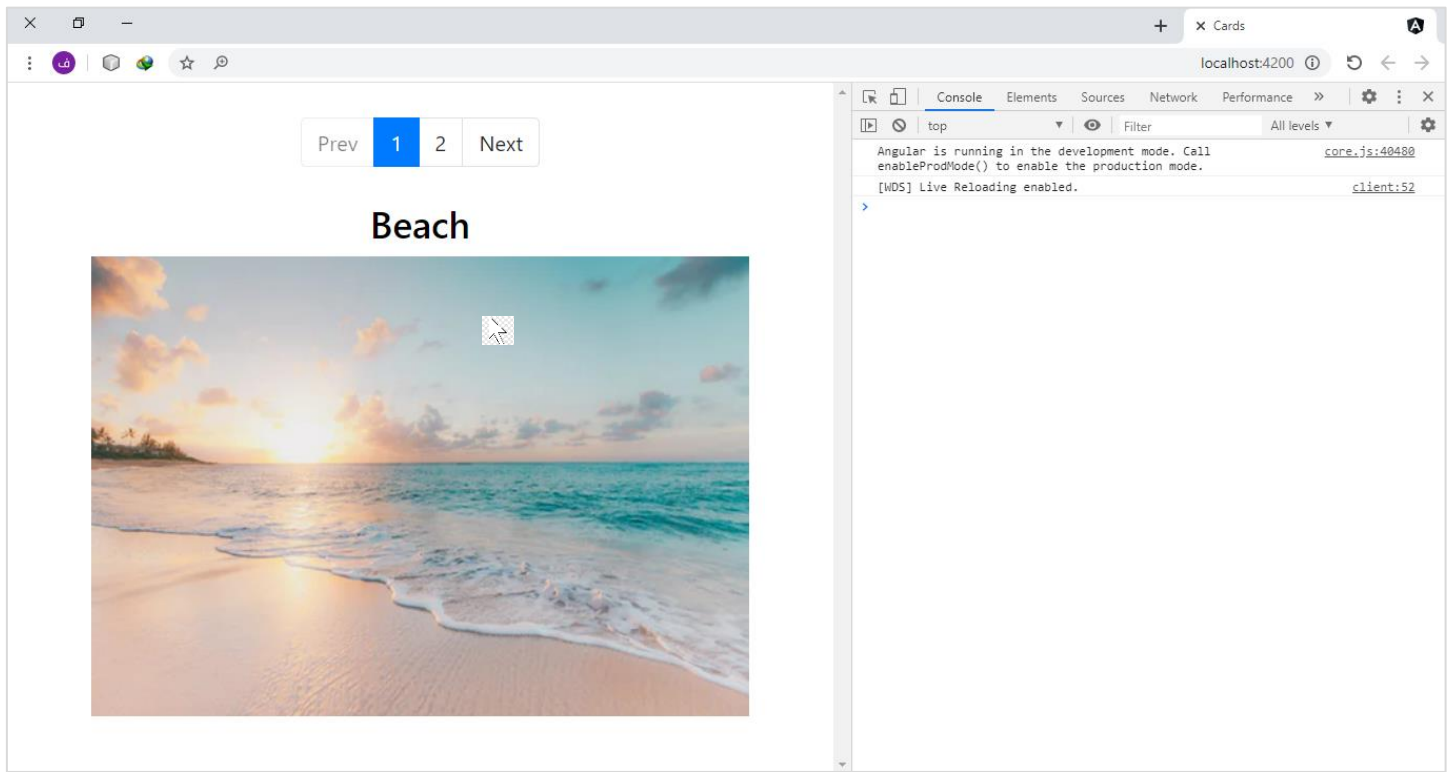 Cards
ف
localhost:4200
Prev 1 2 Next
Beach
Console Elements Sources Network Performance »
top Filter All levels
Angular is running in the development mode. Call core.js:40480
enableProdMode() to enable the production mode.
[WDS] Live Reloading enabled. client:52